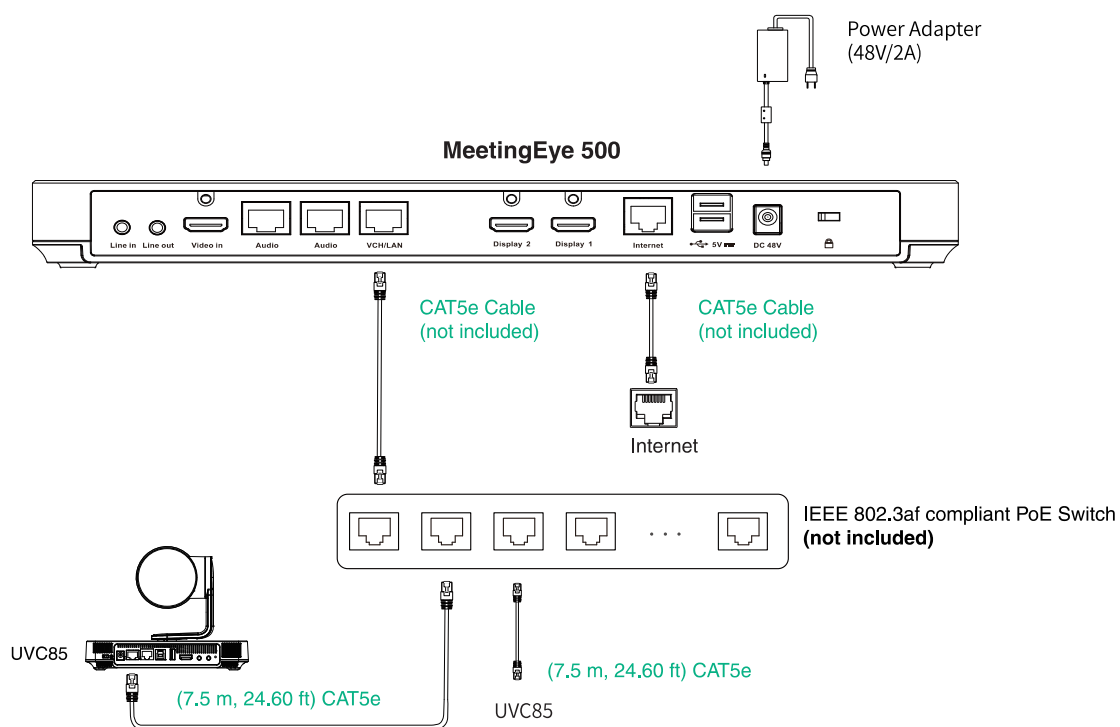 Power Adapter
(48V/2A)
MeetingEye 500
Line in Line out Video in Audio Audio VCH/LAN Display 2 Display 1 Internet 5V DC 48V
CAT5e Cable
(not included)
CAT5e Cable
(not included)
Internet
IEEE 802.3af compliant PoE Switch
(not included)
UVC85
(7.5 m, 24.60 ft) CAT5e
(7.5 m, 24.60 ft) CAT5e
UVC85